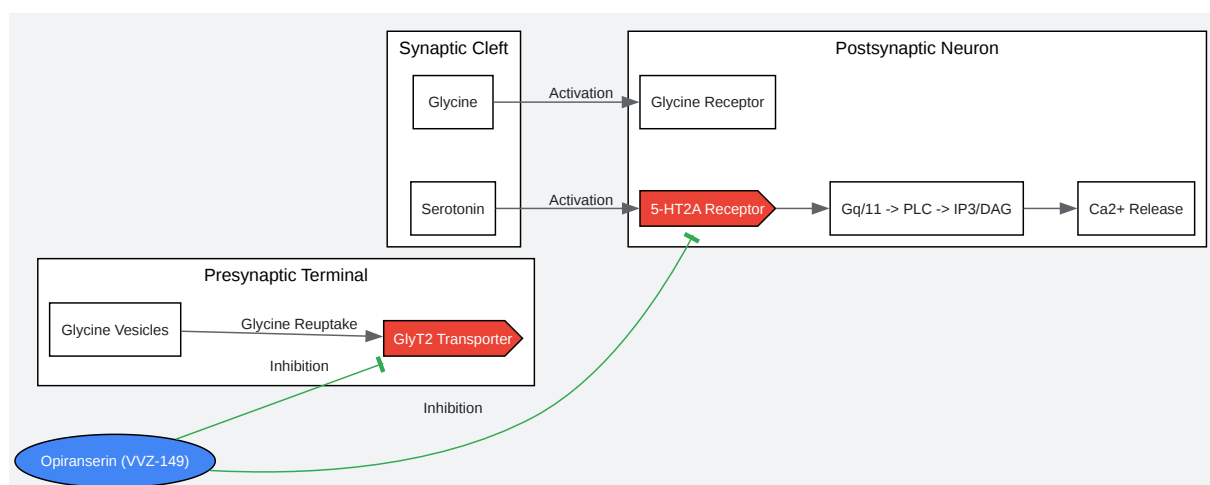 Synaptic Cleft
Postsynaptic Neuron
Glycine
Activation
Glycine Receptor
Serotonin
Activation
5-HT2A Receptor
Gq/11 -> PLC -> IP3/DAG
Ca2+ Release
Presynaptic Terminal
Glycine Vesicles
Glycine Reuptake
GlyT2 Transporter
Inhibition
Inhibition
Opiranserin (VVZ-149)